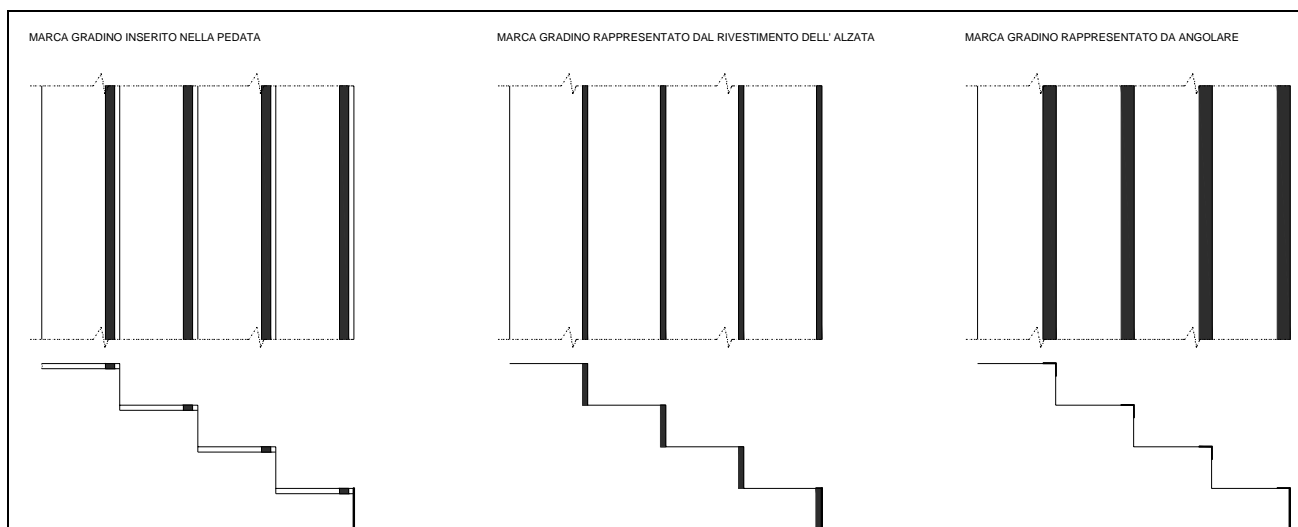 MARCA GRADINO INSERITO NELLA PEDATA
MARCA GRADINO RAPPRESENTATO DAL RIVESTIMENTO DELL' ALZATA
MARCA GRADINO RAPPRESENTATO DA ANGOLARE